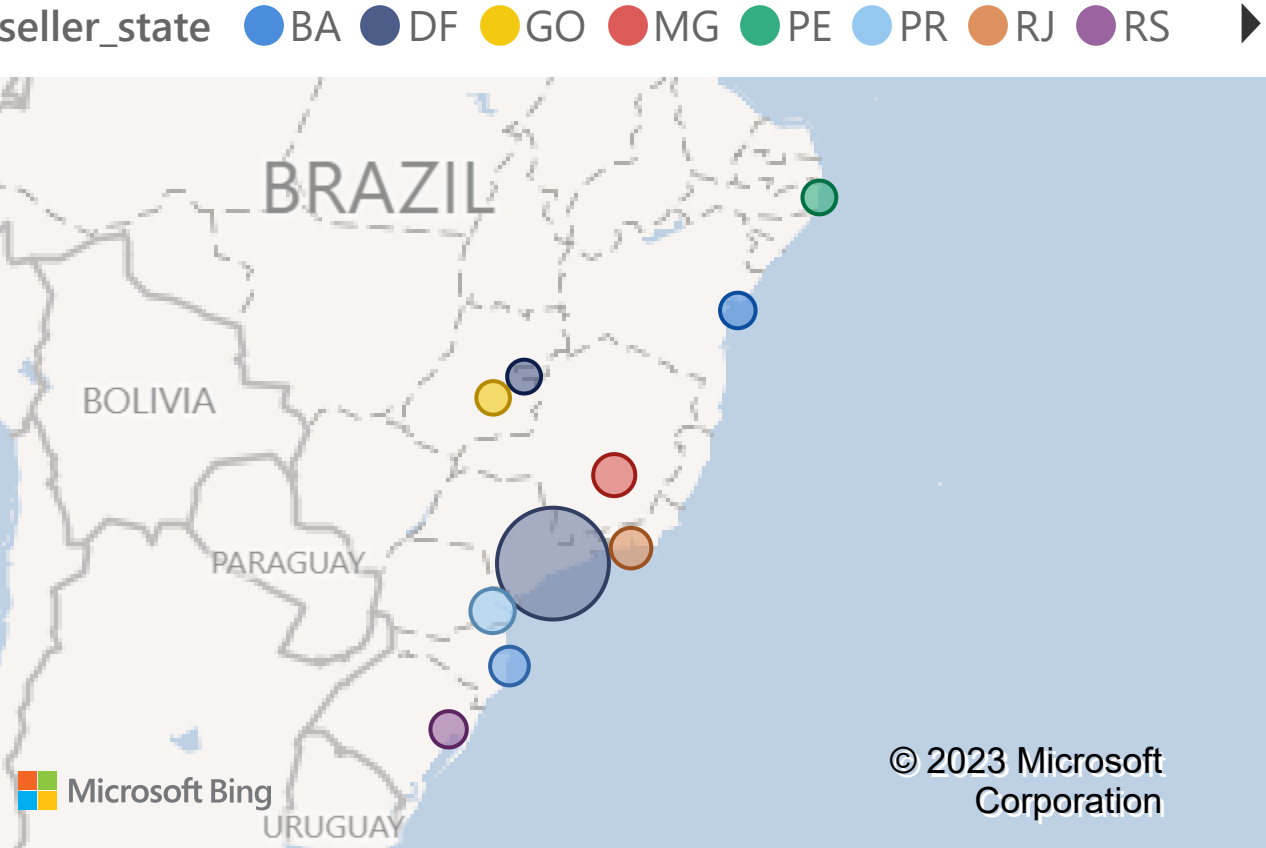 seller_state BA DF GO MG PE PR RJ RS
BRAZIL
BOLIVIA
PARAGUAY
© 2023 Microsoft
Corporation
Microsoft Bing
URUGUAY